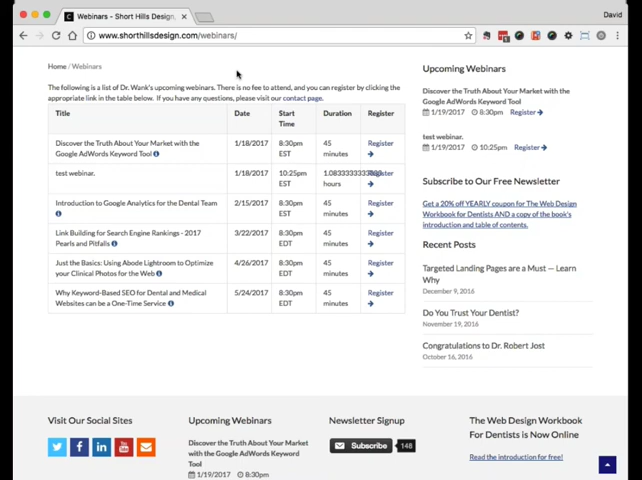 Webinars - Short Hills Design,
David
www.shorthillsdesign.com/webinars/
Home / Webinars
The following is a list of Dr. Wank's upcoming webinars. There is no fee to attend, and you can register by clicking the
appropriate link in the table below. If you have any questions, please visit our contact page.
Title Date Start Time Duration Register
Discover the Truth About Your Market with the Google AdWords Keyword Tool 1/18/2017 8:30pm EST 45 minutes Register
test webinar. 1/18/2017 10:25pm EST hours
Introduction to Google Analytics for the Dental Team 2/15/2017 8:30pm EST 45 minutes Register
Link Building for Search Engine Rankings - 2017 Pearls and Pitfalls 3/22/2017 8:30pm EDT 45 minutes Register
Just the Basics: Using Abode Lightroom to Optimize your Clinical Photos for the Web 4/26/2017 8:30pm EDT 45 minutes Register
Why Keyword-Based SEO for Dental and Medical Websites can be a One-Time Service 5/24/2017 8:30pm EDT 45 minutes Register
Upcoming Webinars
Discover the Truth About Your Market with the
Google AdWords Keyword Tool
1/19/2017 8:30pm Register
test webinar.
1/19/2017 10:25pm Register
Subscribe to Our Free Newsletter
Get a 20% off YEARLY coupon for The Web Design
Workbook for Dentists AND a copy of the book's
introduction and table of contents.
Recent Posts
Targeted Landing Pages are a Must — Learn
Why
December 9, 2016
Do You Trust Your Dentist?
November 19, 2016
Congratulations to Dr. Robert Jost
October 16, 2016
Visit Our Social Sites
Upcoming Webinars
Discover the Truth About Your Market
with the Google AdWords Keyword
Tool
1/19/2017 8:30pm
Newsletter Signup
Subscribe 148
The Web Design Workbook
For Dentists is Now Online
Read the introduction for free!